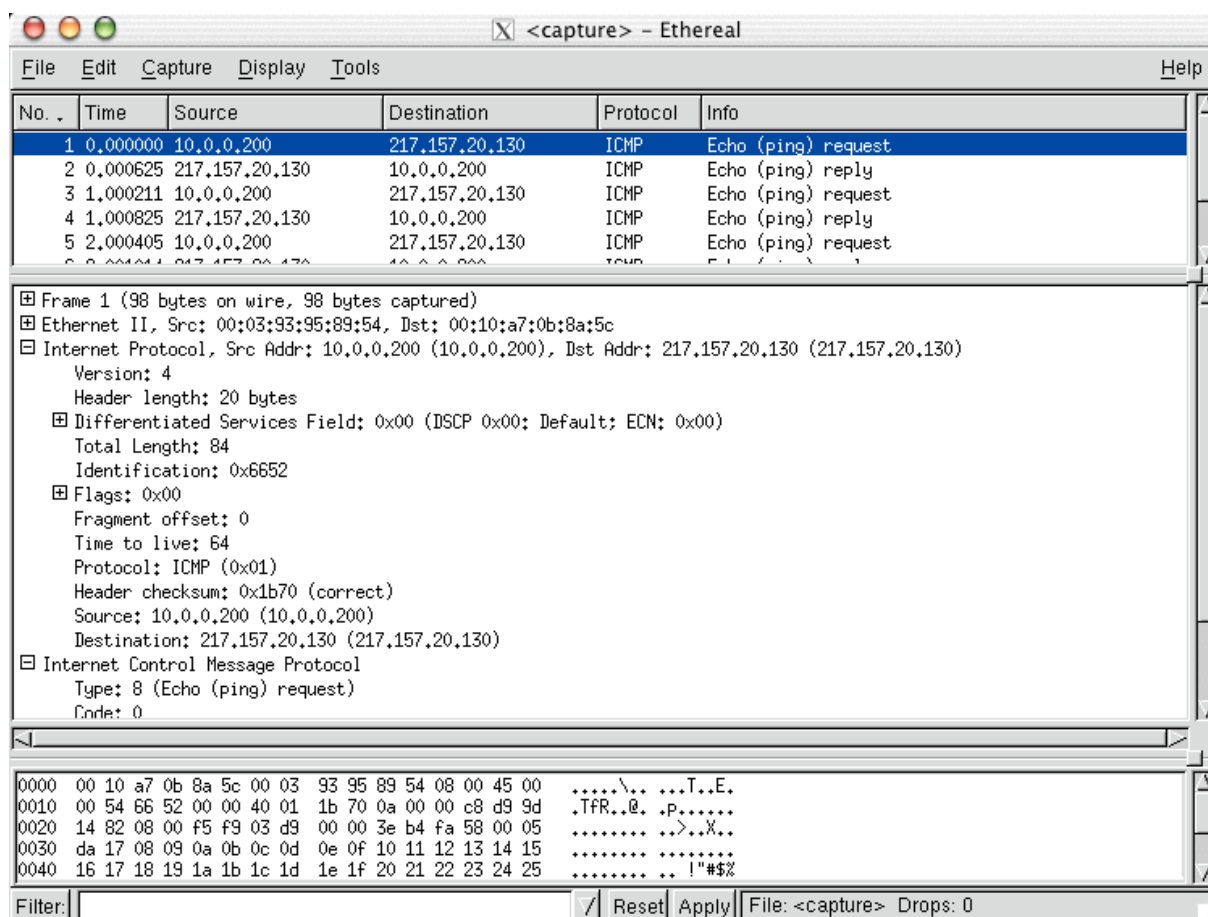 X <capture> – Ethereal
File Edit Capture Display Tools Help
No. Time Source Destination Protocol Info
1 0.000000 10.0.0.200 217.157.20.130 ICMP Echo (ping) request
2 0.000625 217.157.20.130 10.0.0.200 ICMP Echo (ping) reply
3 1.000211 10.0.0.200 217.157.20.130 ICMP Echo (ping) request
4 1.000825 217.157.20.130 10.0.0.200 ICMP Echo (ping) reply
5 2.000405 10.0.0.200 217.157.20.130 ICMP Echo (ping) request
Frame 1 (98 bytes on wire, 98 bytes captured)
Ethernet II, Src: 00:03:93:95:89:54, Dst: 00:10:a7:0b:8a:5c
Internet Protocol, Src Addr: 10.0.0.200 (10.0.0.200), Dst Addr: 217.157.20.130 (217.157.20.130)
Version: 4
Header length: 20 bytes
Differentiated Services Field: 0x00 (DSCP 0x00: Default; ECN: 0x00)
Total Length: 84
Identification: 0x6652
Flags: 0x00
Fragment offset: 0
Time to live: 64
Protocol: ICMP (0x01)
Header checksum: 0x1b70 (correct)
Source: 10.0.0.200 (10.0.0.200)
Destination: 217.157.20.130 (217.157.20.130)
Internet Control Message Protocol
Type: 8 (Echo (ping) request)
Code: 0
0000 00 10 a7 0b 8a 5c 00 03 93 95 89 54 08 00 45 00 .....\.. ...T..E.
0010 00 54 66 52 00 00 40 01 1b 70 0a 00 00 c8 d9 9d .TfR..@. .p......
0020 14 82 08 00 f5 f9 03 d9 00 00 3e b4 fa 58 00 05 ........ ..>..X..
0030 da 17 08 09 0a 0b 0c 0d 0e 0f 10 11 12 13 14 15 ........ ........
0040 16 17 18 19 1a 1b 1c 1d 1e 1f 20 21 22 23 24 25 ........ .. !"#$%
Filter: Reset Apply File: <capture> Drops: 0